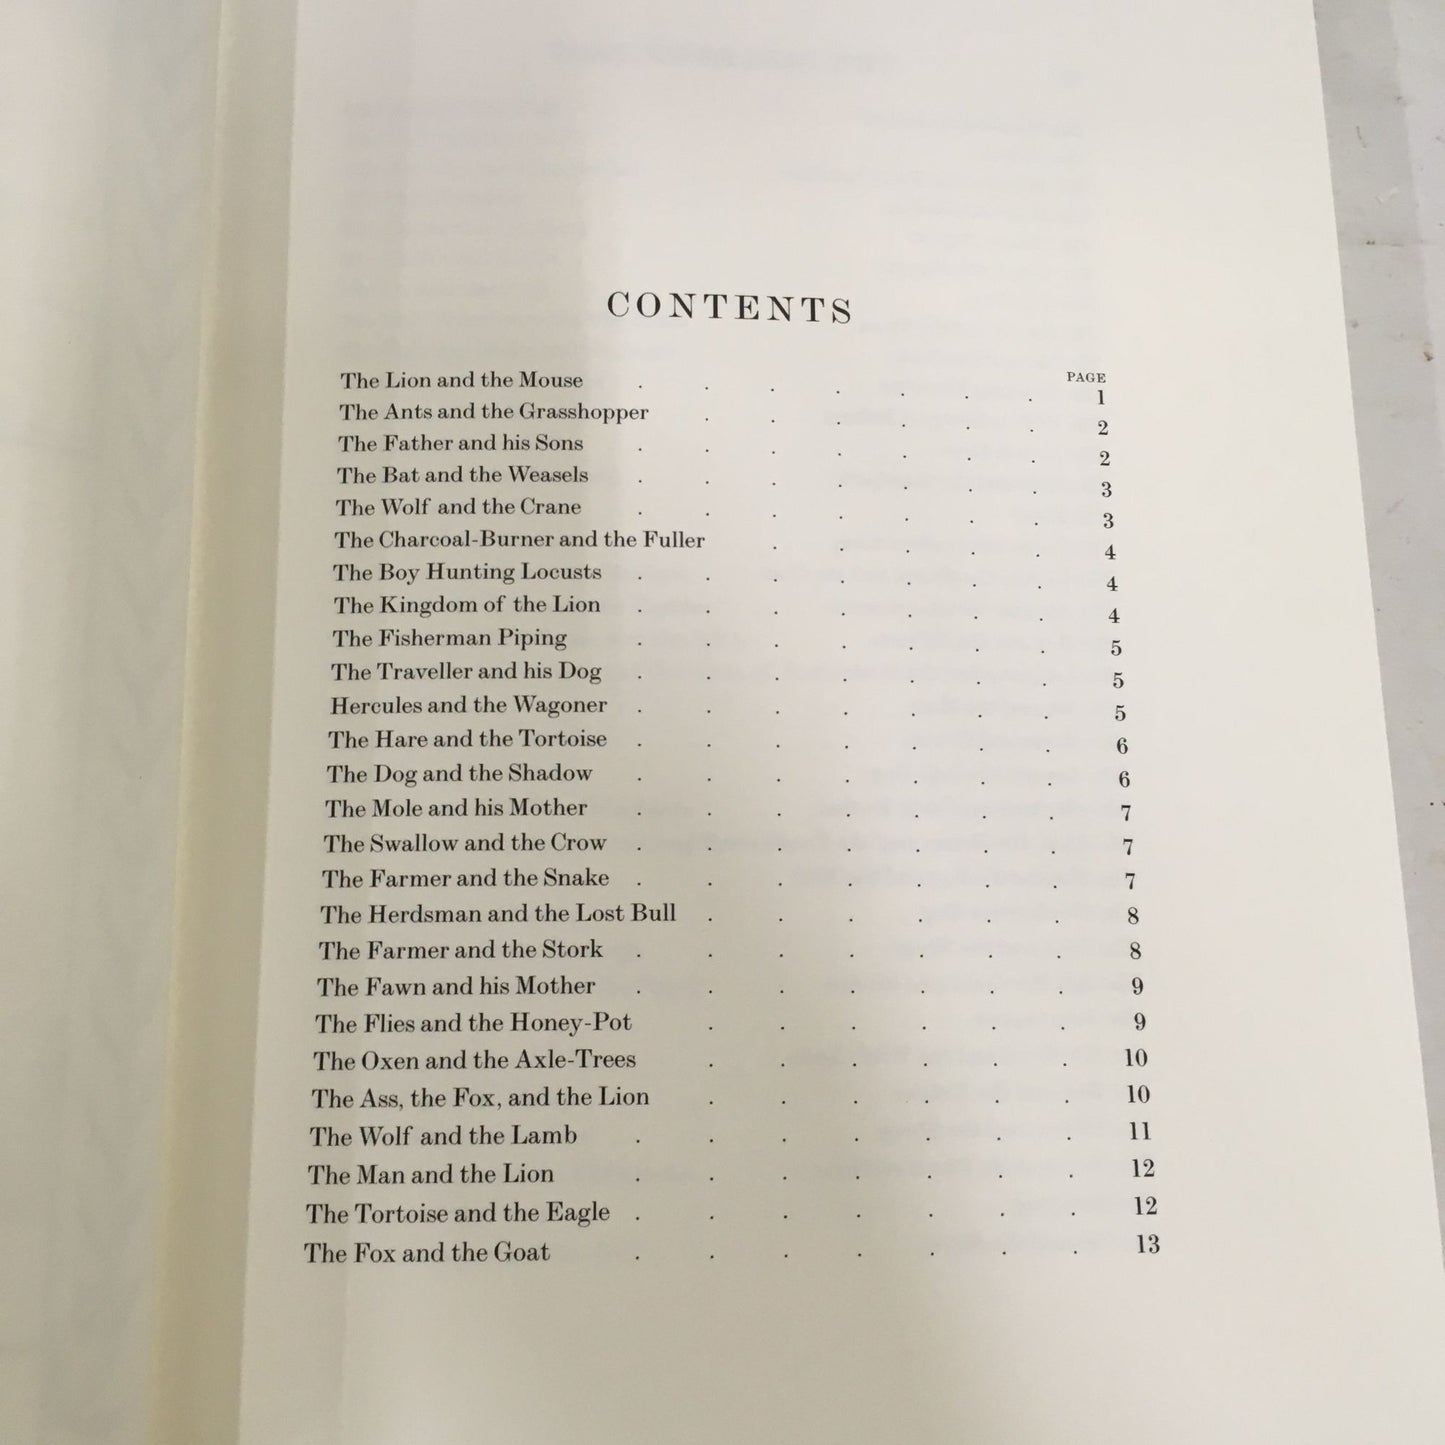 CONTENTS
PAGE
The Lion and the Mouse . . . . . . . 1
The Ants and the Grasshopper . . . . . . 2
The Father and his Sons . . . . . . . 2
The Bat and the Weasels . . . . . . . 3
The Wolf and the Crane . . . . . . . 3
The Charcoal-Burner and the Fuller . . . . . 4
The Boy Hunting Locusts . . . . . . . 4
The Kingdom of the Lion . . . . . . . 4
The Fisherman Piping . . . . . . . 5
The Traveller and his Dog . . . . . . . 5
Hercules and the Wagoner . . . . . . . 5
The Hare and the Tortoise . . . . . . . 6
The Dog and the Shadow . . . . . . . 6
The Mole and his Mother . . . . . . . 7
The Swallow and the Crow . . . . . . . 7
The Farmer and the Snake . . . . . . . 7
The Herdsman and the Lost Bull . . . . . . 8
The Farmer and the Stork . . . . . . . 8
The Fawn and his Mother . . . . . . . 9
The Flies and the Honey-Pot . . . . . . 9
The Oxen and the Axle-Trees . . . . . . 10
The Ass, the Fox, and the Lion . . . . . . 10
The Wolf and the Lamb . . . . . . . 11
The Man and the Lion . . . . . . . 12
The Tortoise and the Eagle . . . . . . . 12
The Fox and the Goat . . . . . . . 13